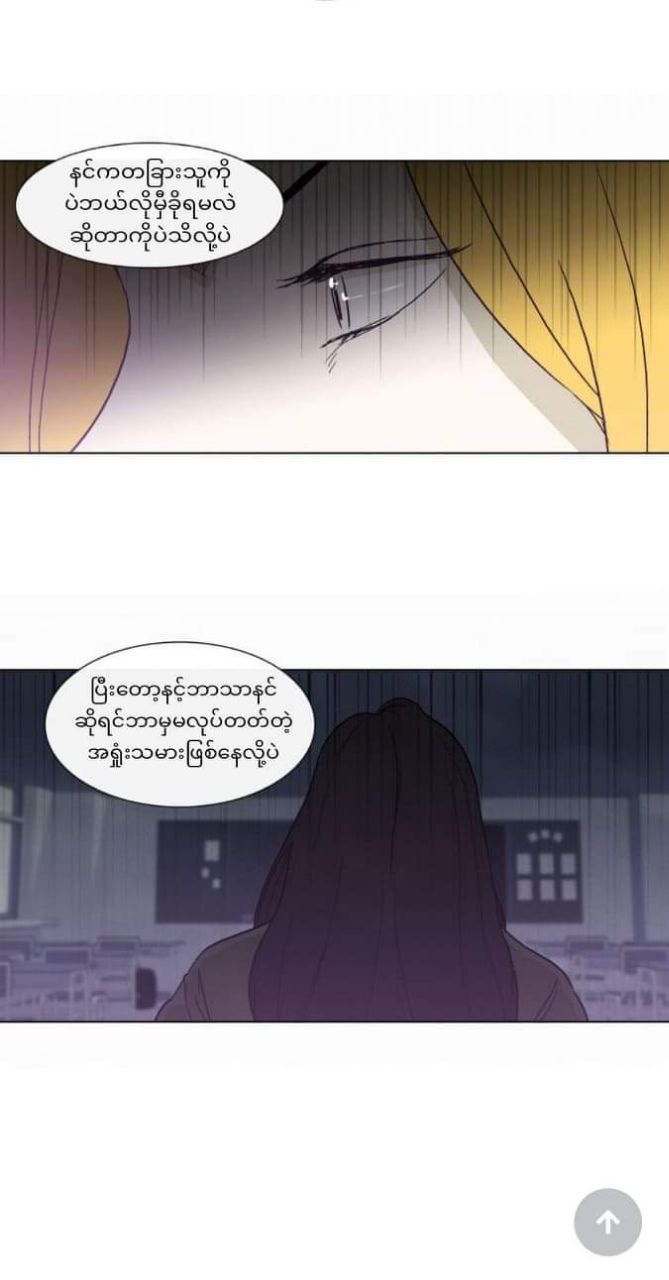 နင်ကတခြားသူကို
ပဲဘယ်လိုမှီခိုရမလဲ
ဆိုတာကိုပဲသိလို့ပဲ
ပြီးတော့နင့်ဘာသာနင်
ဆိုရင်ဘာမှမလုပ်တတ်တဲ့
အရှုံးသမားဖြစ်နေလို့ပဲ